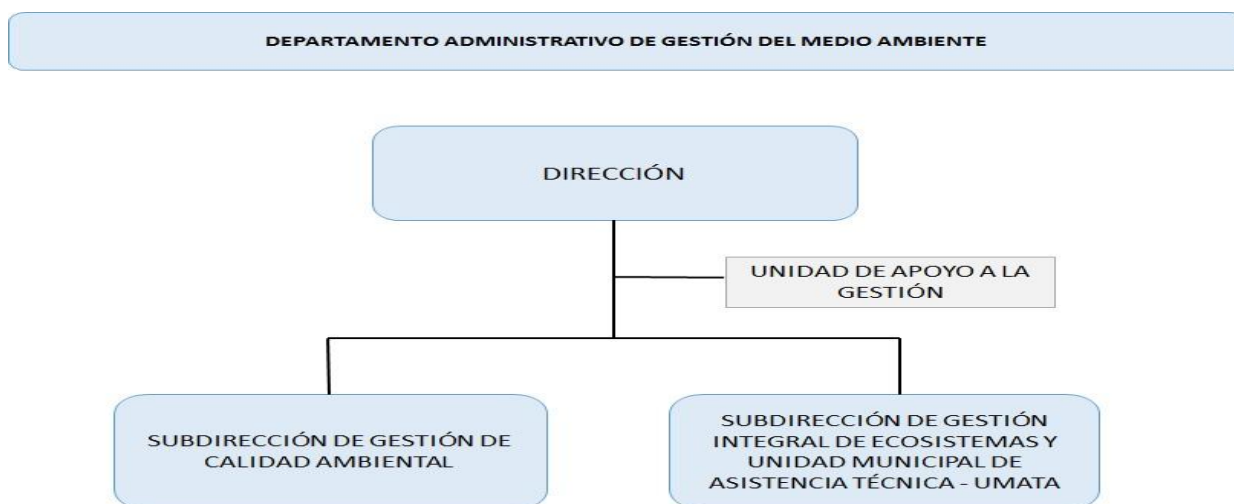 DEPARTAMENTO ADMINISTRATIVO DE GESTIÓN DEL MEDIO AMBIENTE
DIRECCIÓN
UNIDAD DE APOYO A LA
GESTIÓN
SUBDIRECCIÓN DE GESTIÓN DE
CALIDAD AMBIENTAL
SUBDIRECCIÓN DE GESTIÓN
INTEGRAL DE ECOSISTEMAS Y
UNIDAD MUNICIPAL DE
ASISTENCIA TÉCNICA - UMATA